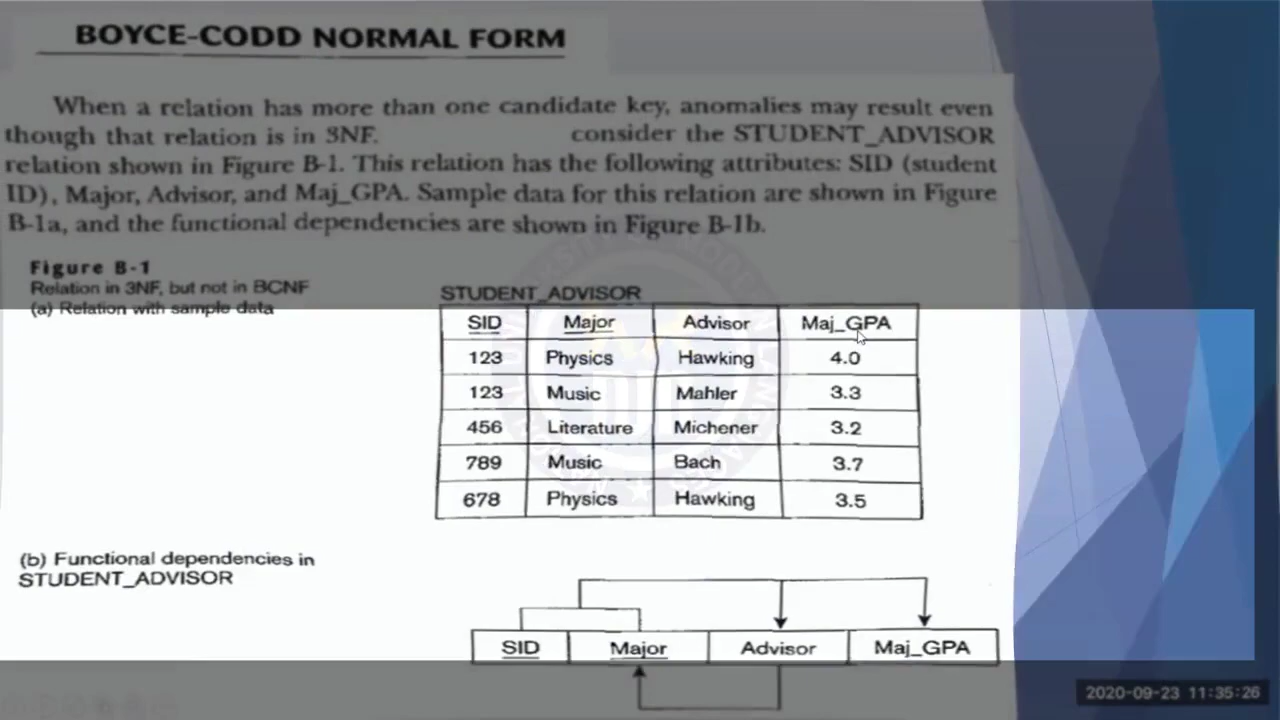 BOYCE-CODD NORMAL FORM
When a relation has more than one candidate key, anomalies may result even
though that relation is in 3NF. consider the STUDENT_ADVISOR
relation shown in Figure B-1. This relation has the following attributes: SID (student
ID), Major, Advisor, and Maj_GPA. Sample data for this relation are shown in Figure
B-1a, and the functional dependencies are shown in Figure B-1b.
Figure B-1
Relation in 3NF, but not in BCNF
(a) Relation with sample data
STUDENT_ADVISOR
SID Major Advisor Maj_GPA
123 Physics Hawking 4.0
123 Music Mahler 3.3
456 Literature Michener 3.2
789 Music Bach 3.7
678 Physics Hawking 3.5
(b) Functional dependencies in
STUDENT_ADVISOR
SID Major Advisor Maj_GPA
2020-09-23 11:35:26